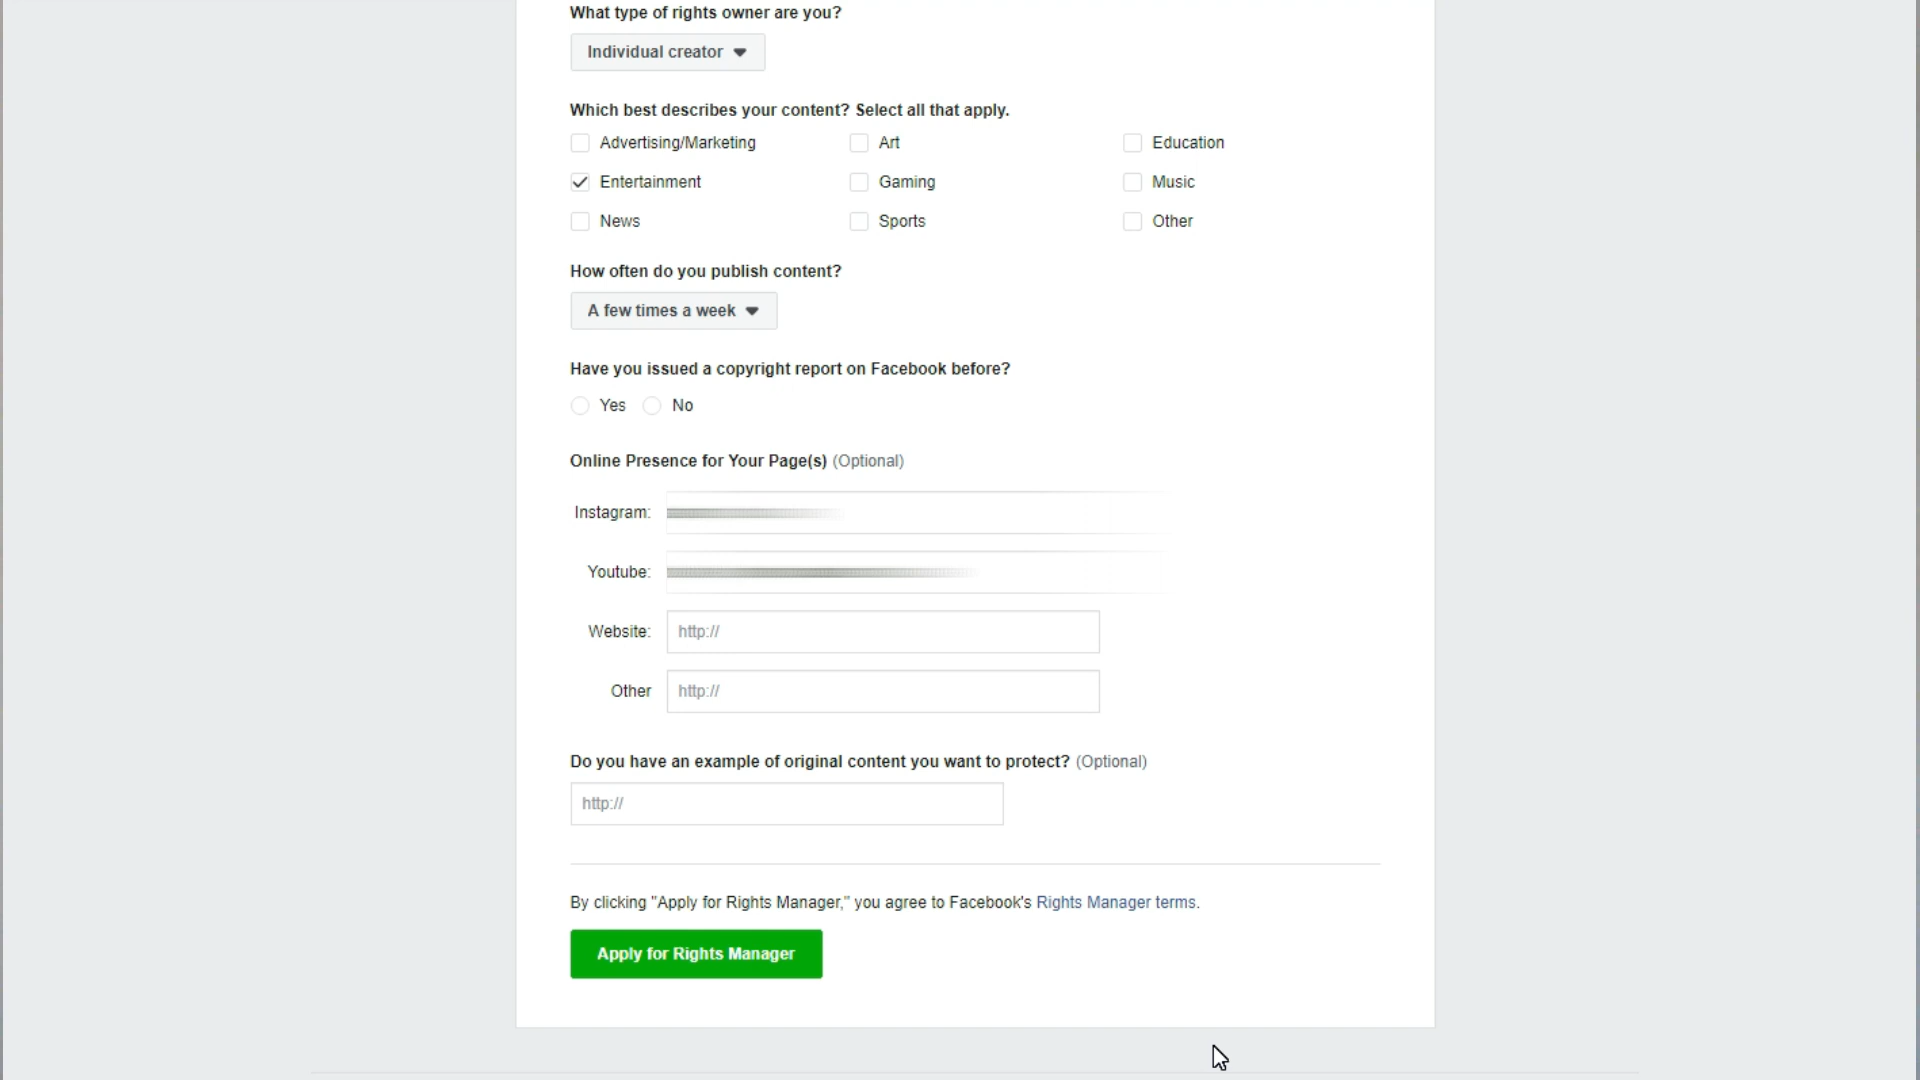 What type of rights owner are you?
Individual creator
Which best describes your content? Select all that apply.
Advertising/Marketing Art Education
Entertainment Gaming Music
News Sports Other
How often do you publish content?
A few times a week
Have you issued a copyright report on Facebook before?
Yes No
Online Presence for Your Page(s) (Optional)
Instagram:
Youtube:
Website: http://
Other http://
Do you have an example of original content you want to protect? (Optional)
http://
By clicking "Apply for Rights Manager," you agree to Facebook's Rights Manager terms.
Apply for Rights Manager